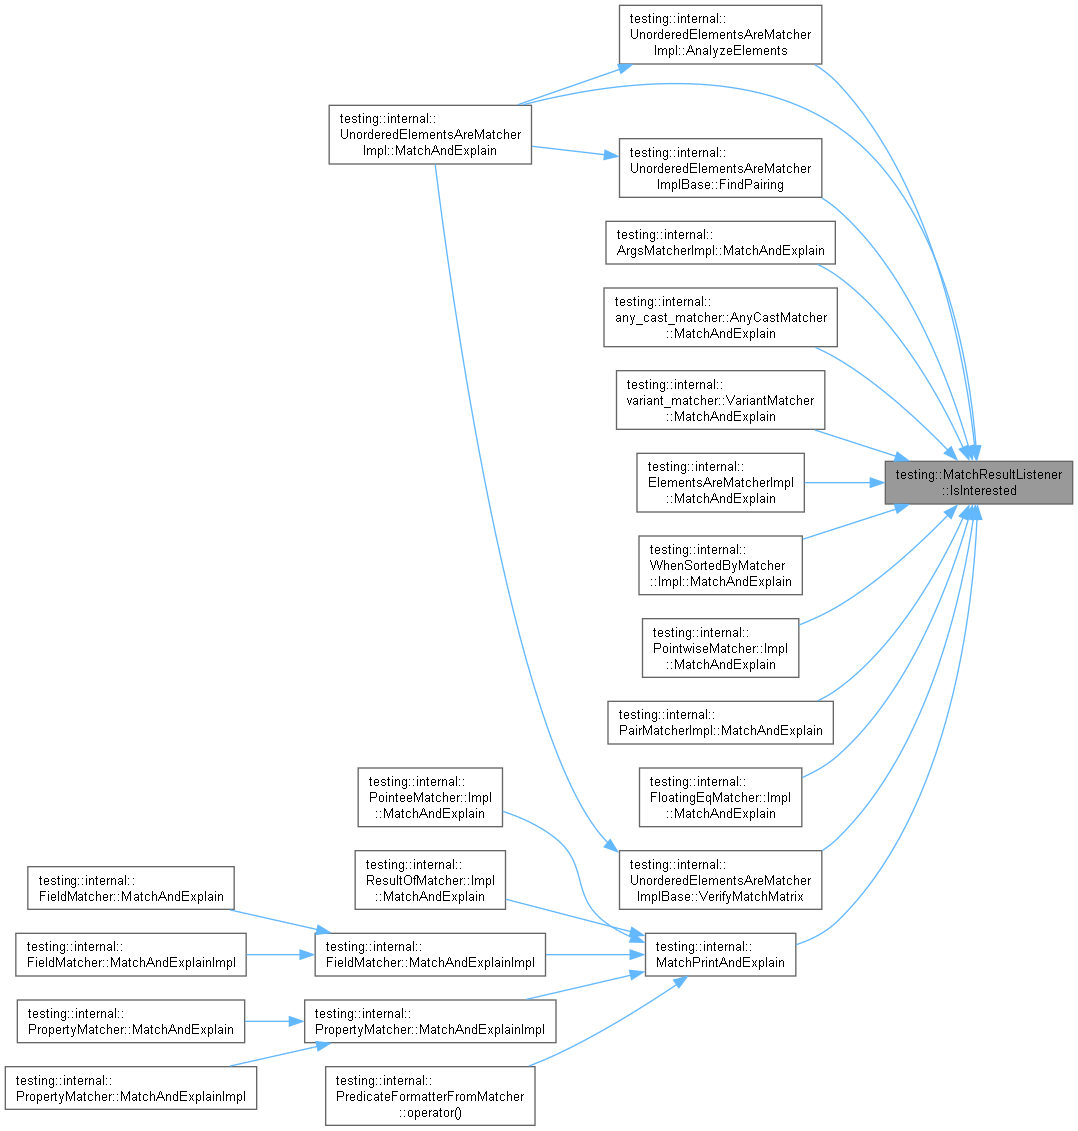 testing::internal::
UnorderedElementsAreMatcher
Impl::AnalyzeElements
testing::internal::
UnorderedElementsAreMatcher
Impl::MatchAndExplain
testing::internal::
UnorderedElementsAreMatcher
ImplBase::FindPairing
testing::internal::
ArgsMatcherImpl::MatchAndExplain
testing::internal::
any_cast_matcher::AnyCastMatcher
::MatchAndExplain
testing::internal::
variant_matcher::VariantMatcher
::MatchAndExplain
testing::internal::
ElementsAreMatcherImpl
::MatchAndExplain
testing::MatchResultListener
::IsInterested
testing::internal::
WhenSortedByMatcher
::Impl::MatchAndExplain
testing::internal::
PointwiseMatcher::Impl
::MatchAndExplain
testing::internal::
PairMatcherImpl::MatchAndExplain
testing::internal::
FloatingEqMatcher::Impl
::MatchAndExplain
testing::internal::
PointeeMatcher::Impl
::MatchAndExplain
testing::internal::
ResultOfMatcher::Impl
::MatchAndExplain
testing::internal::
UnorderedElementsAreMatcher
ImplBase::VerifyMatchMatrix
testing::internal::
FieldMatcher::MatchAndExplain
testing::internal::
FieldMatcher::MatchAndExplainImpl
testing::internal::
FieldMatcher::MatchAndExplainImpl
testing::internal::
MatchPrintAndExplain
testing::internal::
PropertyMatcher::MatchAndExplain
testing::internal::
PropertyMatcher::MatchAndExplainImpl
testing::internal::
PropertyMatcher::MatchAndExplainImpl
testing::internal::
PredicateFormatterFromMatcher
::operator()